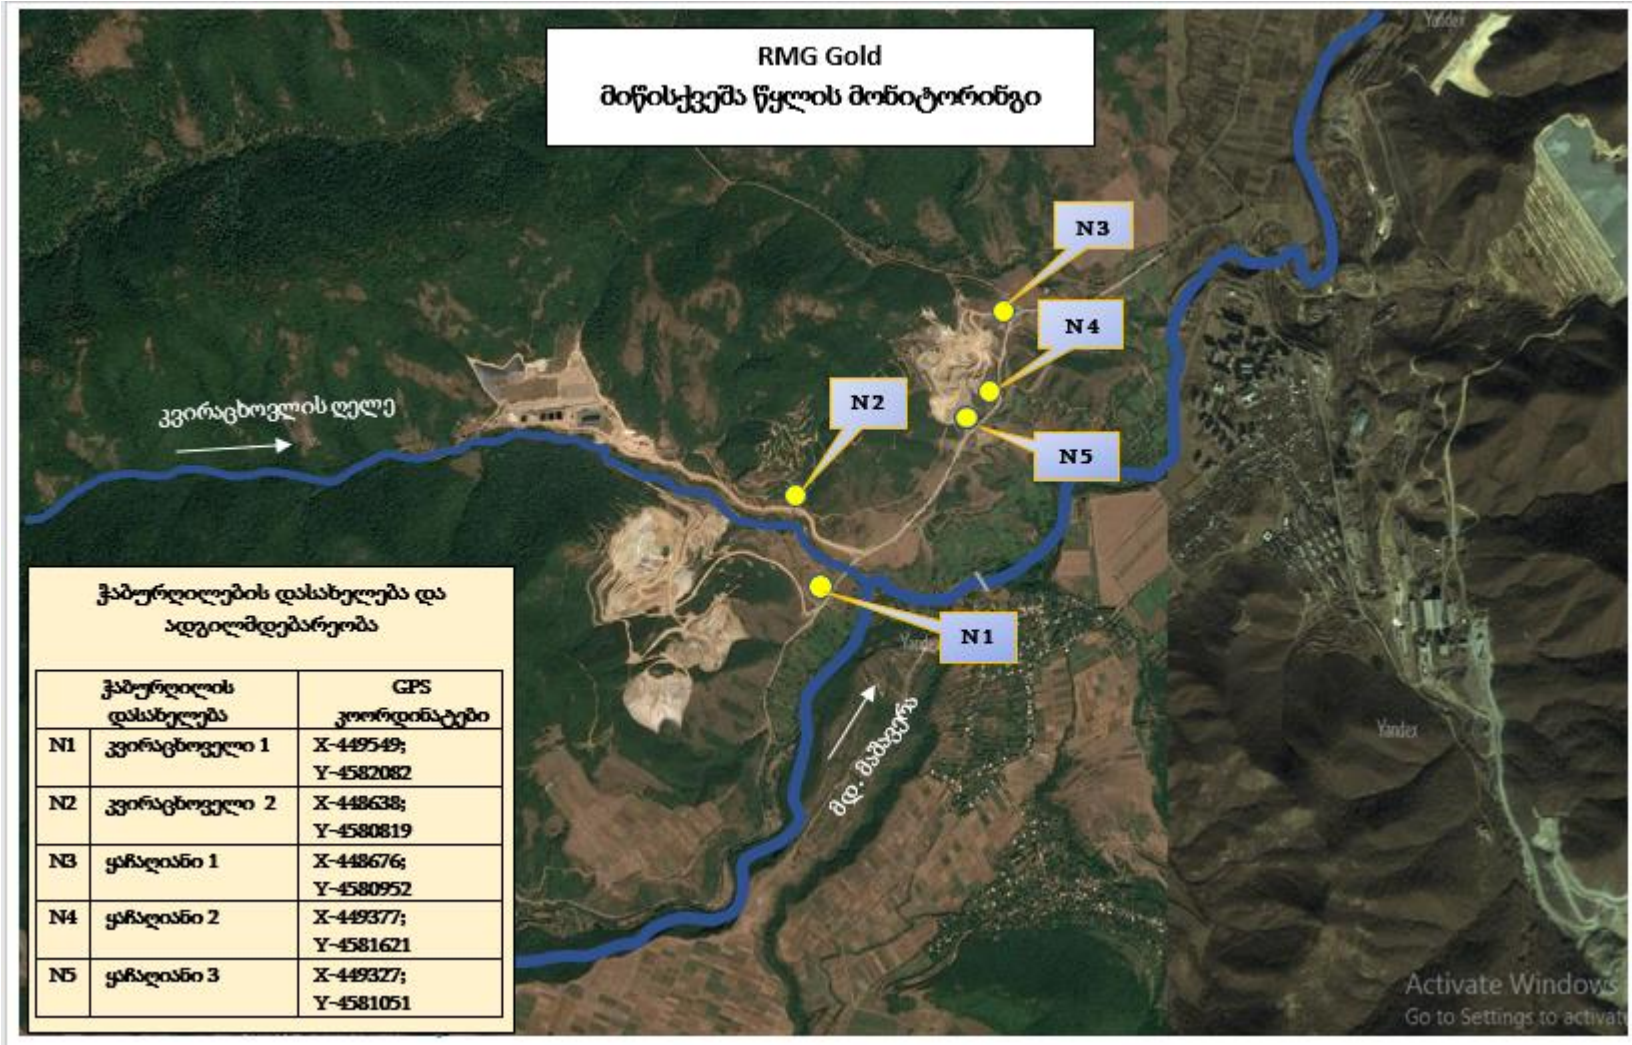 Yandex
RMG Gold
მიწისქვეშა წყლის მონიტორინგი
N3
N4
N2
N5
კვირაცხოვლის ღელე
N1
Yandex
მდ. მაშავერა
Yandex
ჭაბურღილების დასახელება და
ადგილმდებარეობა
ჭაბურღილის
დასახელება
GPS
კოორდინატები
N1 კვირაცხოველი 1 X-449549;
Y-4582082
N2 კვირაცხოველი 2 X-448638;
Y-4580819
N3 ყაჩაღიანი 1 X-448676;
Y-4580952
N4 ყაჩაღიანი 2 X-449377;
Y-4581621
N5 ყაჩაღიანი 3 X-449327;
Y-4581051
Activate Windows
Go to Settings to activate